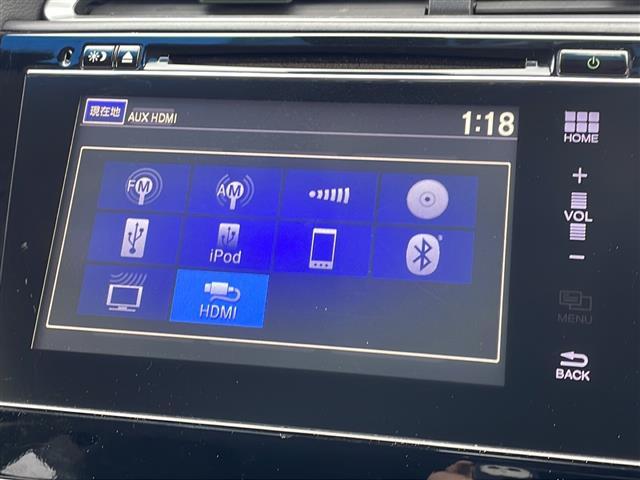 現在地 AUX HDMI 1:18
FM AM
iPod
HDMI
HOME
+
VOL
−
MENU
BACK